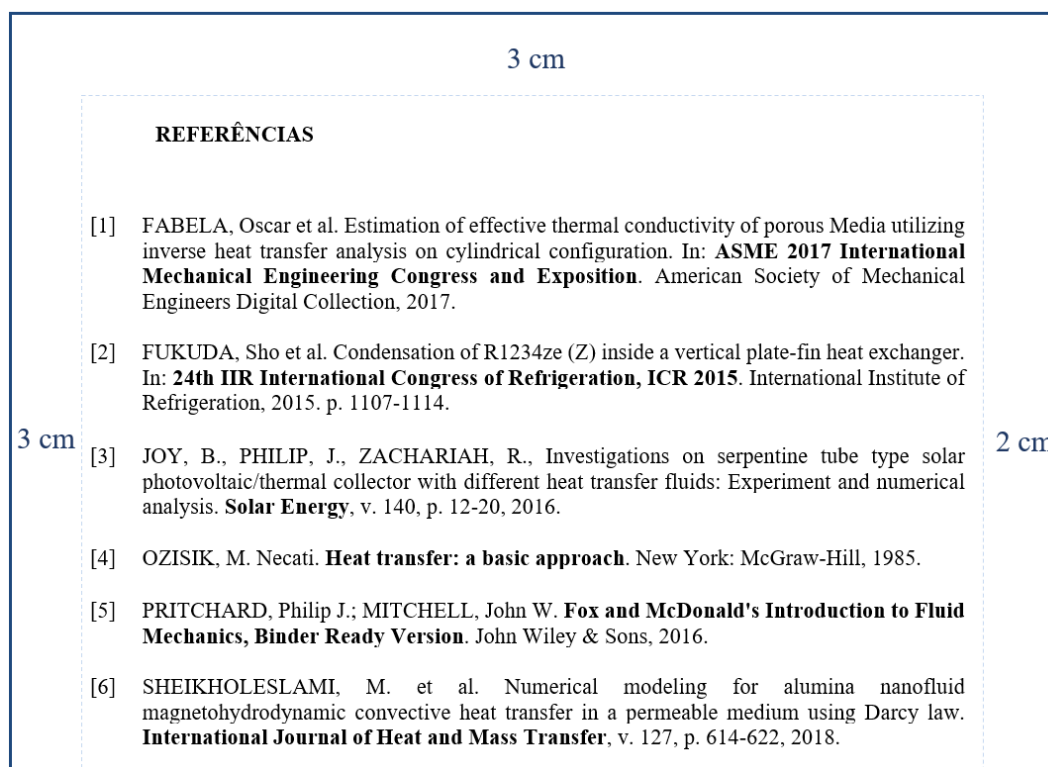 3 cm
REFERÊNCIAS
[1] FABELA, Oscar et al. Estimation of effective thermal conductivity of porous Media utilizing
inverse heat transfer analysis on cylindrical configuration. In: ASME 2017 International
Mechanical Engineering Congress and Exposition. American Society of Mechanical
Engineers Digital Collection, 2017.
[2] FUKUDA, Sho et al. Condensation of R1234ze (Z) inside a vertical plate-fin heat exchanger.
In: 24th IIR International Congress of Refrigeration, ICR 2015. International Institute of
Refrigeration, 2015. p. 1107-1114.
3 cm
2 cm
[3] JOY, B., PHILIP, J., ZACHARIAH, R., Investigations on serpentine tube type solar
photovoltaic/thermal collector with different heat transfer fluids: Experiment and numerical
analysis. Solar Energy, v. 140, p. 12-20, 2016.
[4] OZISIK, M. Necati. Heat transfer: a basic approach. New York: McGraw-Hill, 1985.
[5] PRITCHARD, Philip J.; MITCHELL, John W. Fox and McDonald's Introduction to Fluid
Mechanics, Binder Ready Version. John Wiley & Sons, 2016.
[6] SHEIKHOLESLAMI, M. et al. Numerical modeling for alumina nanofluid
magnetohydrodynamic convective heat transfer in a permeable medium using Darcy law.
International Journal of Heat and Mass Transfer, v. 127, p. 614-622, 2018.